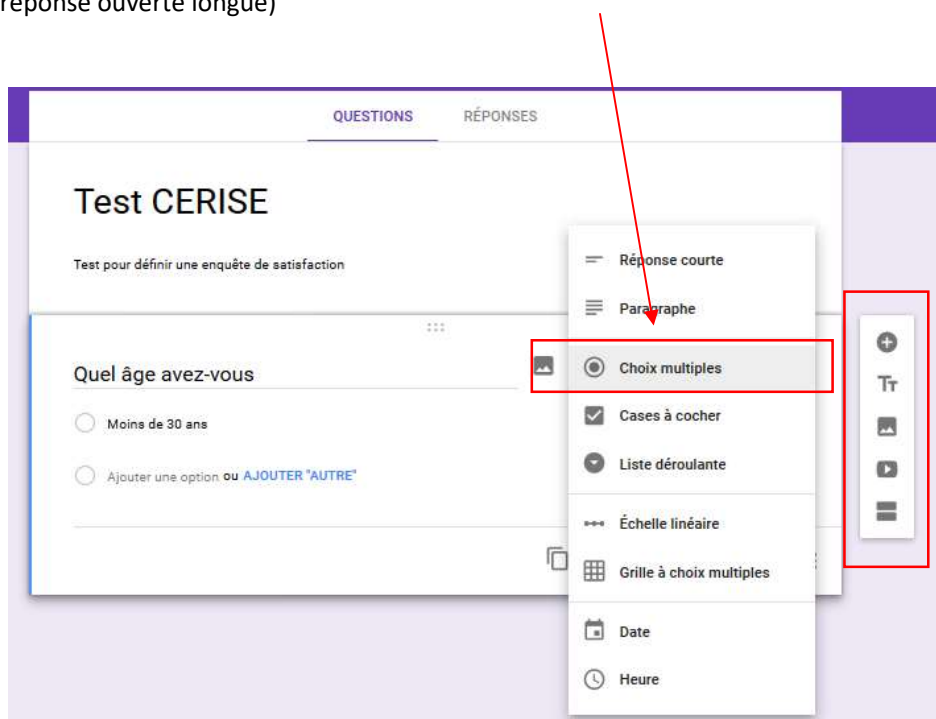 réponse ouverte longue)
QUESTIONS RÉPONSES
Test CERISE
Test pour définir une enquête de satisfaction
Quel âge avez-vous
Moins de 30 ans
Ajouter une option ou AJOUTER "AUTRE"
Réponse courte
Paragraphe
Choix multiples
Cases à cocher
Liste déroulante
Échelle linéaire
Grille à choix multiples
Date
Heure
Tт